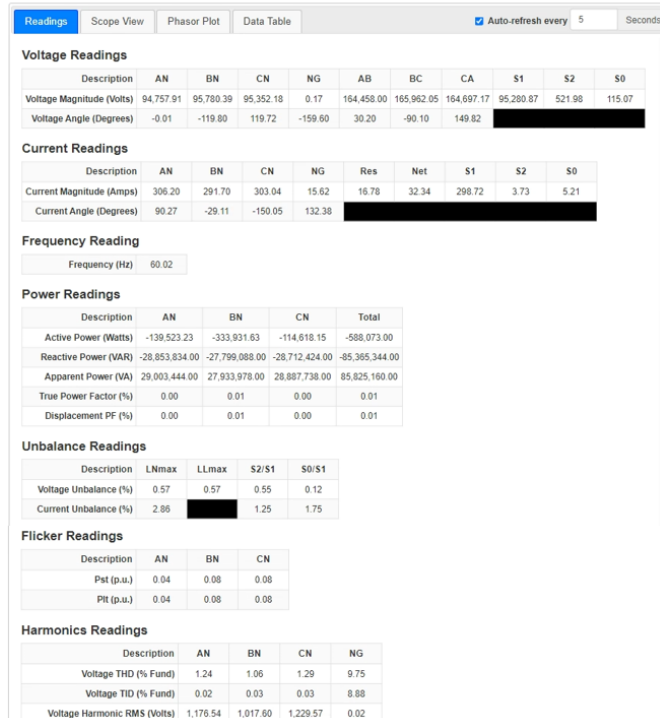 Readings Scope View Phasor Plot Data Table Auto-refresh every 5 Seconds
Voltage Readings
Description AN BN CN NG AB BC CA S1 S2 S0
Voltage Magnitude (Volts) 94,757.91 95,780.39 95,352.18 0.17 164,458.00 165,962.05 164,697.17 95,280.87 521.98 115.07
Voltage Angle (Degrees) -0.01 -119.80 119.72 -159.60 30.20 -90.10 149.82
Current Readings
Description AN BN CN NG Res Net S1 S2 S0
Current Magnitude (Amps) 306.20 291.70 303.04 15.62 16.78 32.34 298.72 3.73 5.21
Current Angle (Degrees) 90.27 -29.11 -150.05 132.38
Frequency Reading
Frequency (Hz) 60.02
Power Readings
Description AN BN CN Total
Active Power (Watts) -139,523.23 -333,931.63 -114,618.15 -588,073.00
Reactive Power (VAR) -28,853,834.00 -27,799,088.00 -28,712,424.00 -85,365,344.00
Apparent Power (VA) 29,003,444.00 27,933,978.00 28,887,738.00 85,825,160.00
True Power Factor (%) 0.00 0.01 0.00 0.01
Displacement PF (%) 0.00 0.01 0.00 0.01
Unbalance Readings
Description LNmax LLmax S2/S1 S0/S1
Voltage Unbalance (%) 0.57 0.57 0.55 0.12
Current Unbalance (%) 2.86 1.25 1.75
Flicker Readings
Description AN BN CN
Pst (p.u.) 0.04 0.08 0.08
Plt (p.u.) 0.04 0.08 0.08
Harmonics Readings
Description AN BN CN NG
Voltage THD (% Fund) 1.24 1.06 1.29 9.75
Voltage TID (% Fund) 0.02 0.03 0.03 8.88
Voltage Harmonic RMS (Volts) 1,176.54 1,017.60 1,229.57 0.02